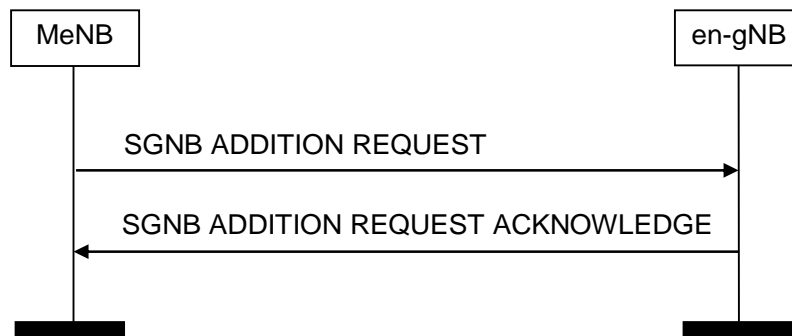 MeNB
en-gNB
SGNB ADDITION REQUEST
SGNB ADDITION REQUEST ACKNOWLEDGE